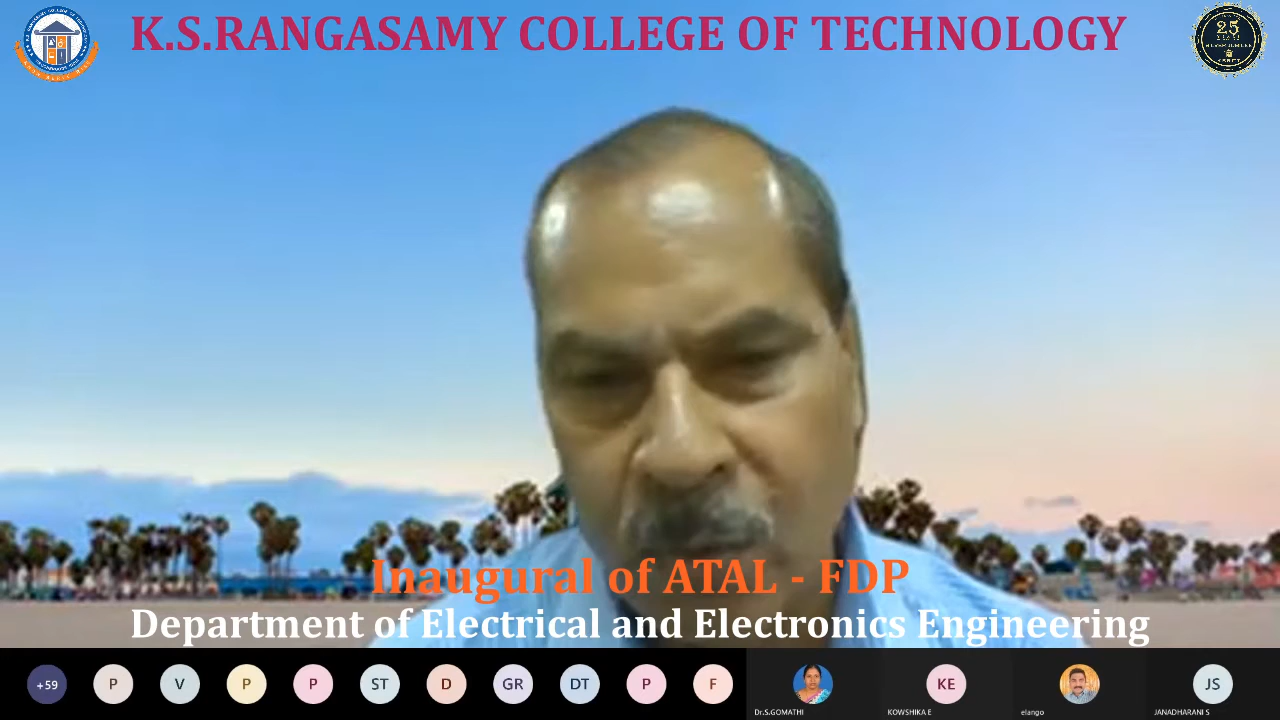 K.S.RANGASAMY COLLEGE OF TECHNOLOGY
25
Inaugural of ATAL - FDP
Department of Electrical and Electronics Engineering
+59 P V P P ST D GR DT P F KE JS
Dr.S.GOMATHI KOWSHIKA E elango JANADHARANI S